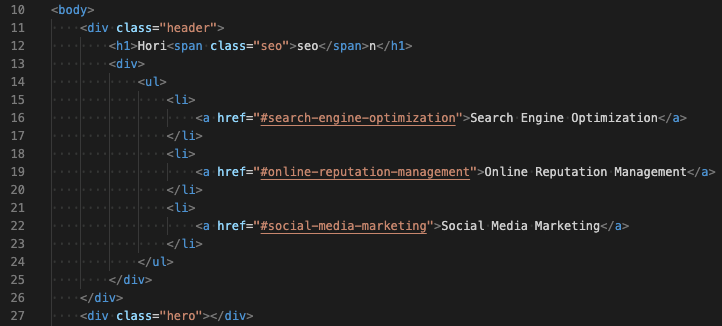 10 <body>
11     <div class="header">
12         <h1>Hori<span class="seo">seo</span>n</h1>
13         <div>
14             <ul>
15                 <li>
16                     <a href="#search-engine-optimization">Search Engine Optimization</a>
17                 </li>
18                 <li>
19                     <a href="#online-reputation-management">Online Reputation Management</a>
20                 </li>
21                 <li>
22                     <a href="#social-media-marketing">Social Media Marketing</a>
23                 </li>
24             </ul>
25         </div>
26     </div>
27     <div class="hero"></div>